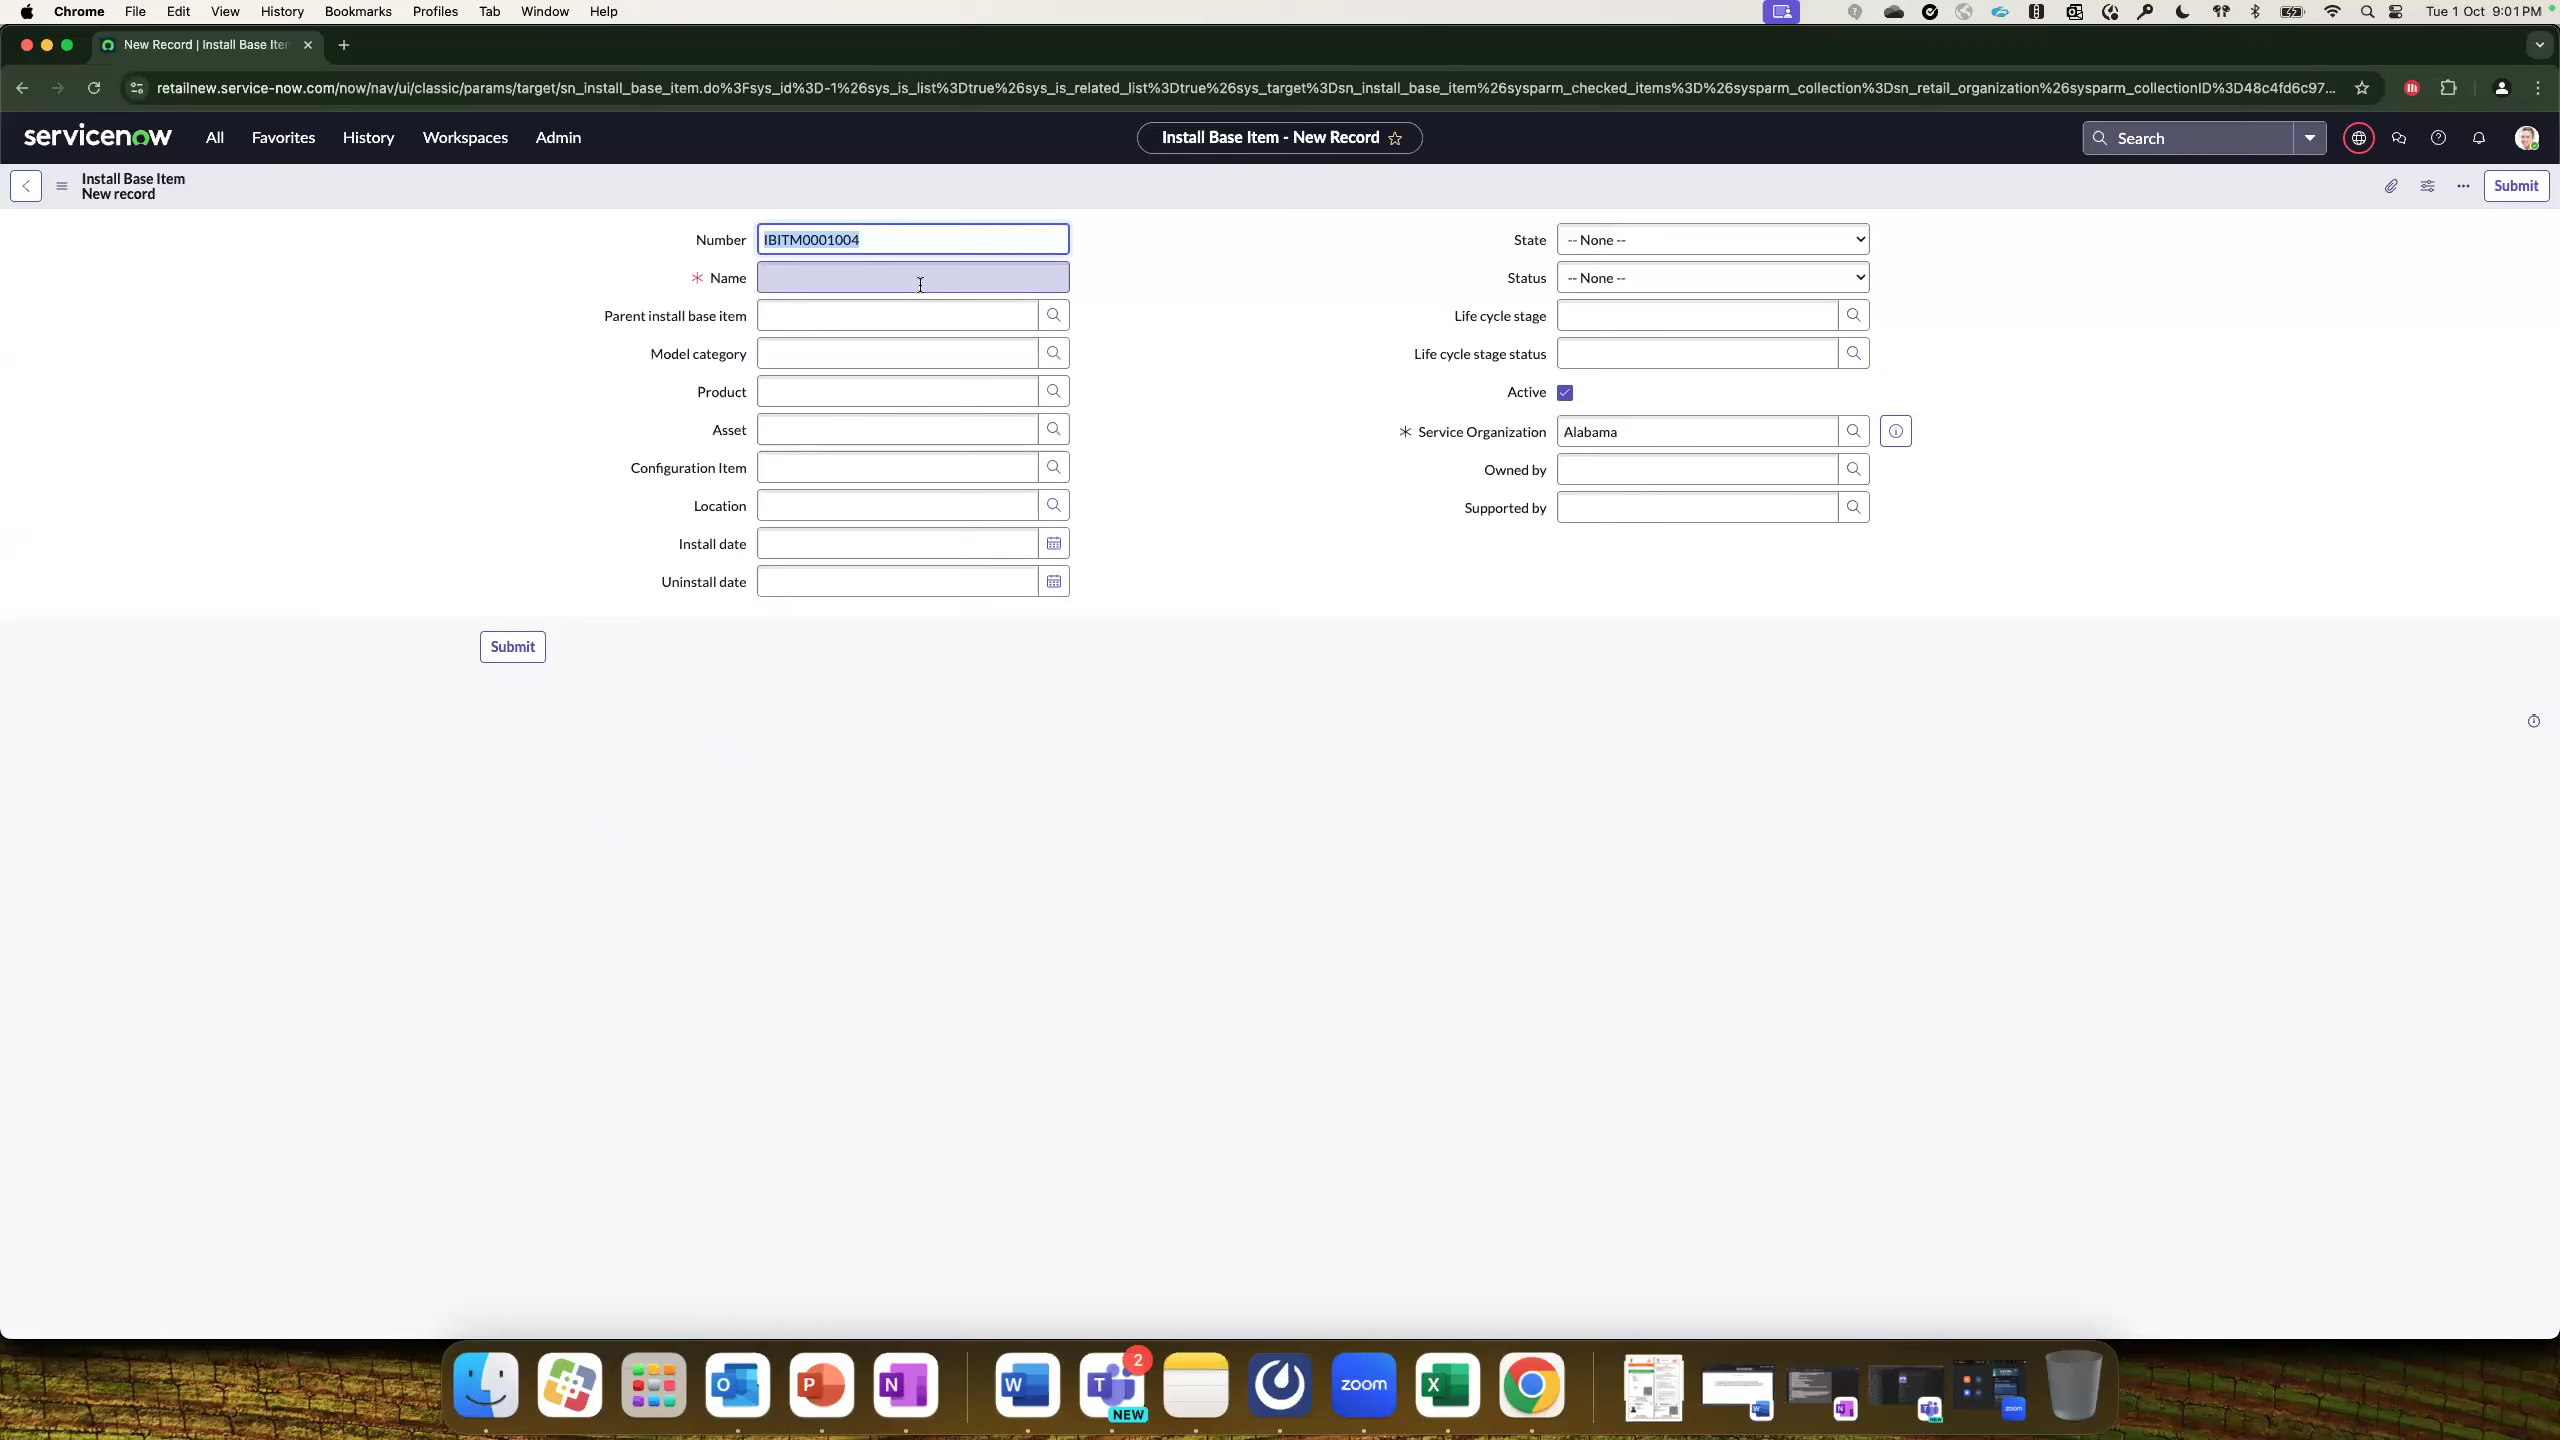 Chrome File Edit View History Bookmarks Profiles Tab Window Help Tue 1 Oct 9:01 PM
New Record | Install Base Iten
retailnew.service-now.com/now/nav/ui/classic/params/target/sn_install_base_item.do%3Fsys_id%3D-1%26sys_is_list%3Dtrue%26sys_is_related_list%3Dtrue%26sys_target%3Dsn_install_base_item%26sysparm_checked_items%3D%26sysparm_collection%3Dsn_retail_organization%26sysparm_collectionID%3D48c4fd6c97...
servicenow All Favorites History Workspaces Admin Install Base Item - New Record Search
Install Base Item
New record
Submit
Number IBITM0001004
Name
Parent install base item
Model category
Product
Asset
Configuration Item
Location
Install date
Uninstall date
State -- None --
Status -- None --
Life cycle stage
Life cycle stage status
Active
Service Organization Alabama
Owned by
Supported by
Submit
2
NEW
zoom